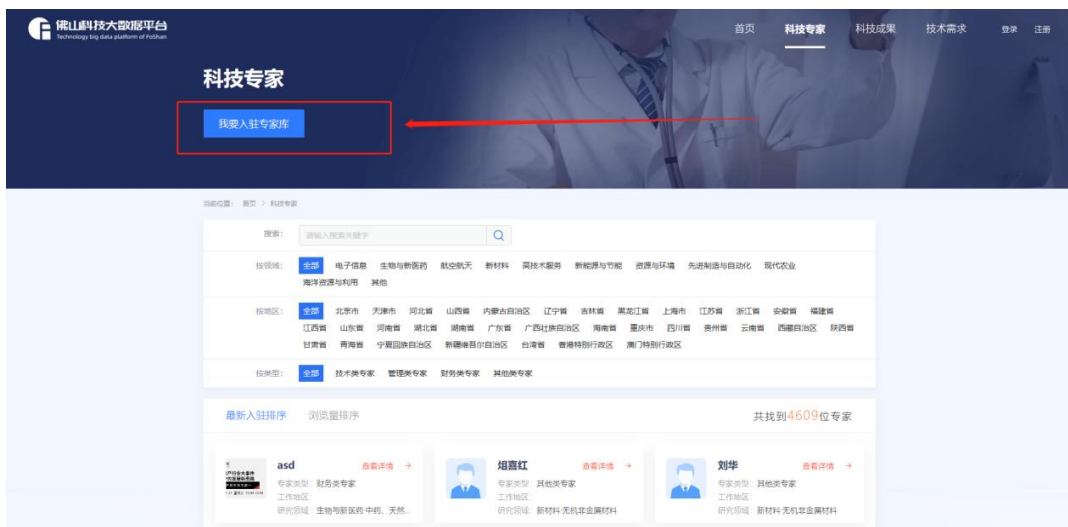 佛山科技大数据平台
Technology big data platform of FoShan
首页 科技专家 科技成果 技术需求 登录 注册
科技专家
我要入驻专家库
当前位置: 首页 > 科技专家
搜索: 请输入搜索关键字
按领域: 全部 电子信息 生物与新医药 航空航天 新材料 高技术服务 新能源与节能 资源与环境 先进制造与自动化 现代农业
海洋资源与利用 其他
按地区: 全部 北京市 天津市 河北省 山西省 内蒙古自治区 辽宁省 吉林省 黑龙江省 上海市 江苏省 浙江省 安徽省 福建省
江西省 山东省 河南省 湖北省 湖南省 广东省 广西壮族自治区 海南省 重庆市 四川省 贵州省 云南省 西藏自治区 陕西省
甘肃省 青海省 宁夏回族自治区 新疆维吾尔自治区 台湾省 香港特别行政区 澳门特别行政区
按类型: 全部 技术类专家 管理类专家 财务类专家 其他类专家
最新入驻排序 浏览量排序 共找到4609位专家
asd 查看详情 → 俎喜红 查看详情 → 刘华 查看详情 →
专家类型: 财务类专家 专家类型: 其他类专家 专家类型: 其他类专家
工作地区: 工作地区: 工作地区:
研究领域: 生物与新医药·中药、天然... 研究领域: 新材料·无机非金属材料 研究领域: 新材料·无机非金属材料